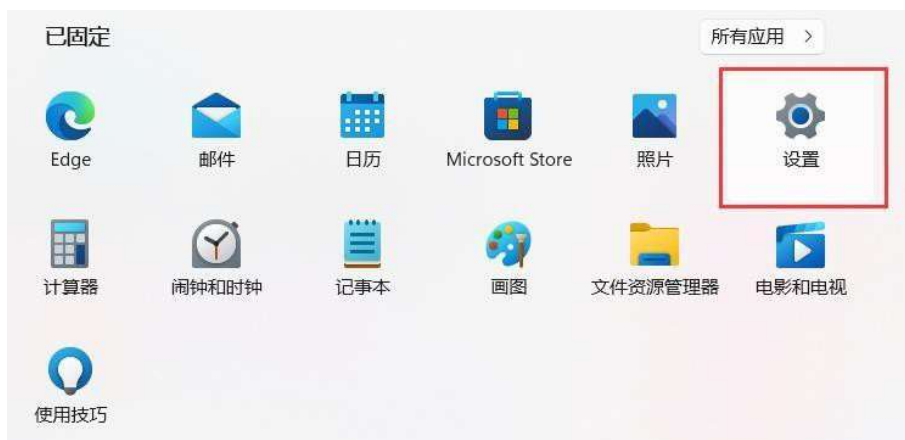 已固定
所有应用 >
Edge
邮件
日历
Microsoft Store
照片
设置
计算器
闹钟和时钟
记事本
画图
文件资源管理器
电影和电视
使用技巧